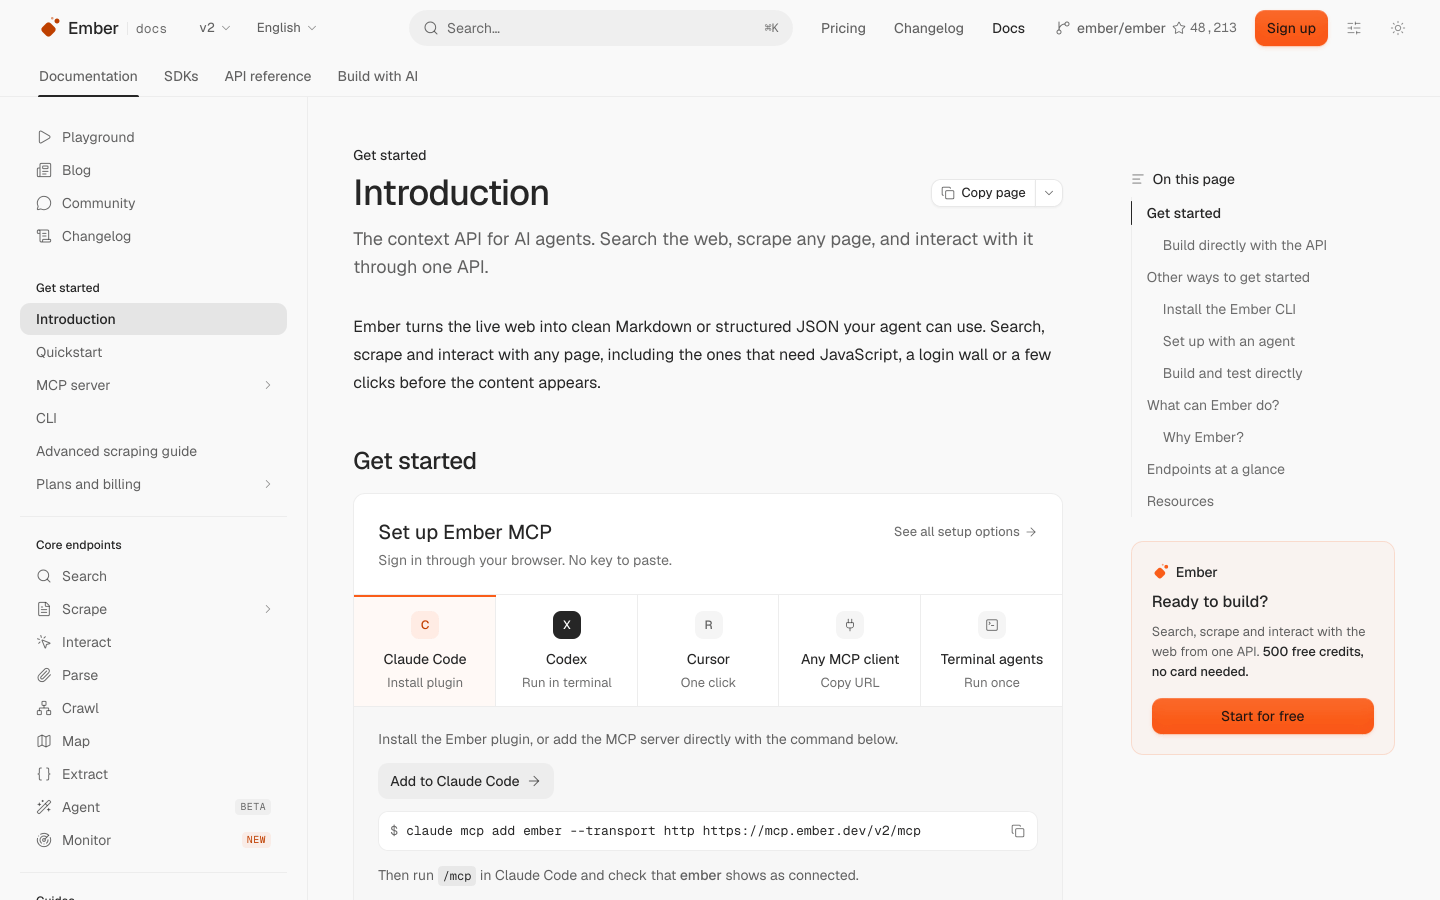 Ember docs v2 English Search... ⌘K Pricing Changelog Docs ember/ember 48,213 Sign up
Documentation SDKs API reference Build with AI
Playground
Blog
Community
Changelog
Get started
Introduction
Quickstart
MCP server
CLI
Advanced scraping guide
Plans and billing
Core endpoints
Search
Scrape
Interact
Parse
Crawl
Map
Extract
Agent BETA
Monitor NEW
Get started
Introduction
Copy page
The context API for AI agents. Search the web, scrape any page, and interact with it
through one API.
Ember turns the live web into clean Markdown or structured JSON your agent can use. Search,
scrape and interact with any page, including the ones that need JavaScript, a login wall or a few
clicks before the content appears.
Get started
Set up Ember MCP
See all setup options
Sign in through your browser. No key to paste.
C X R
Claude Code Codex Cursor Any MCP client Terminal agents
Install plugin Run in terminal One click Copy URL Run once
Install the Ember plugin, or add the MCP server directly with the command below.
Add to Claude Code
$ claude mcp add ember --transport http https://mcp.ember.dev/v2/mcp
Then run /mcp in Claude Code and check that ember shows as connected.
On this page
Get started
Build directly with the API
Other ways to get started
Install the Ember CLI
Set up with an agent
Build and test directly
What can Ember do?
Why Ember?
Endpoints at a glance
Resources
Ember
Ready to build?
Search, scrape and interact with the
web from one API. 500 free credits,
no card needed.
Start for free